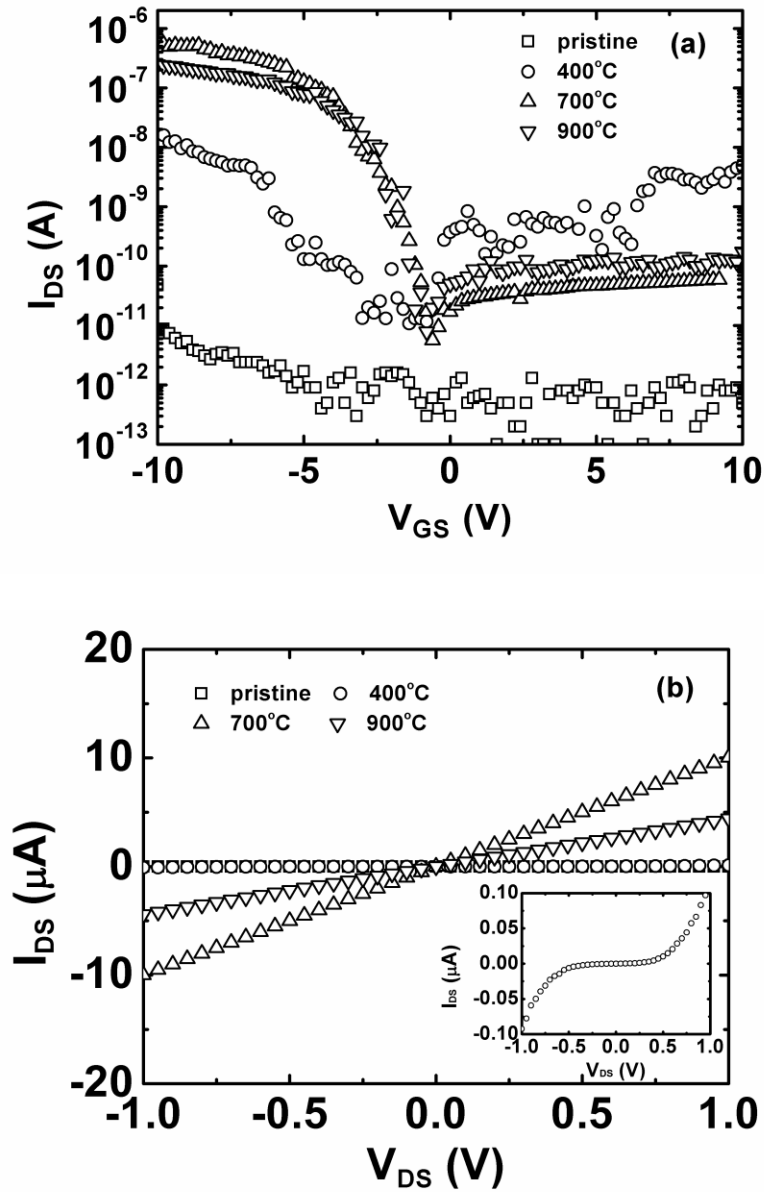 10⁻⁶
10⁻⁷
10⁻⁸
10⁻⁹
10⁻¹⁰
10⁻¹¹
10⁻¹²
10⁻¹³
I_DS (A)
pristine
400°C
700°C
900°C
(a)
-10 -5 0 5 10
V_GS (V)
20
10
0
-10
-20
I_DS (μA)
pristine 400°C
700°C 900°C
(b)
0.10
0.05
0.00
-0.05
-0.10
I_DS (μA)
-1.0 -0.5 0.0 0.5 1.0
V_DS (V)
-1.0 -0.5 0.0 0.5 1.0
V_DS (V)